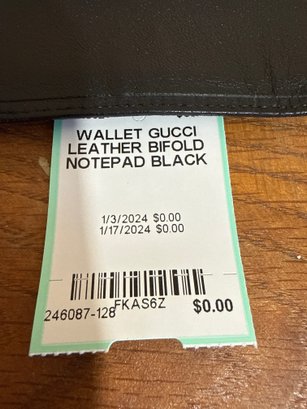 WALLET GUCCI
LEATHER BIFOLD
NOTEPAD BLACK
1/3/2024 $0.00
1/17/2024 $0.00
FKAS6Z
246087-128
$0.00